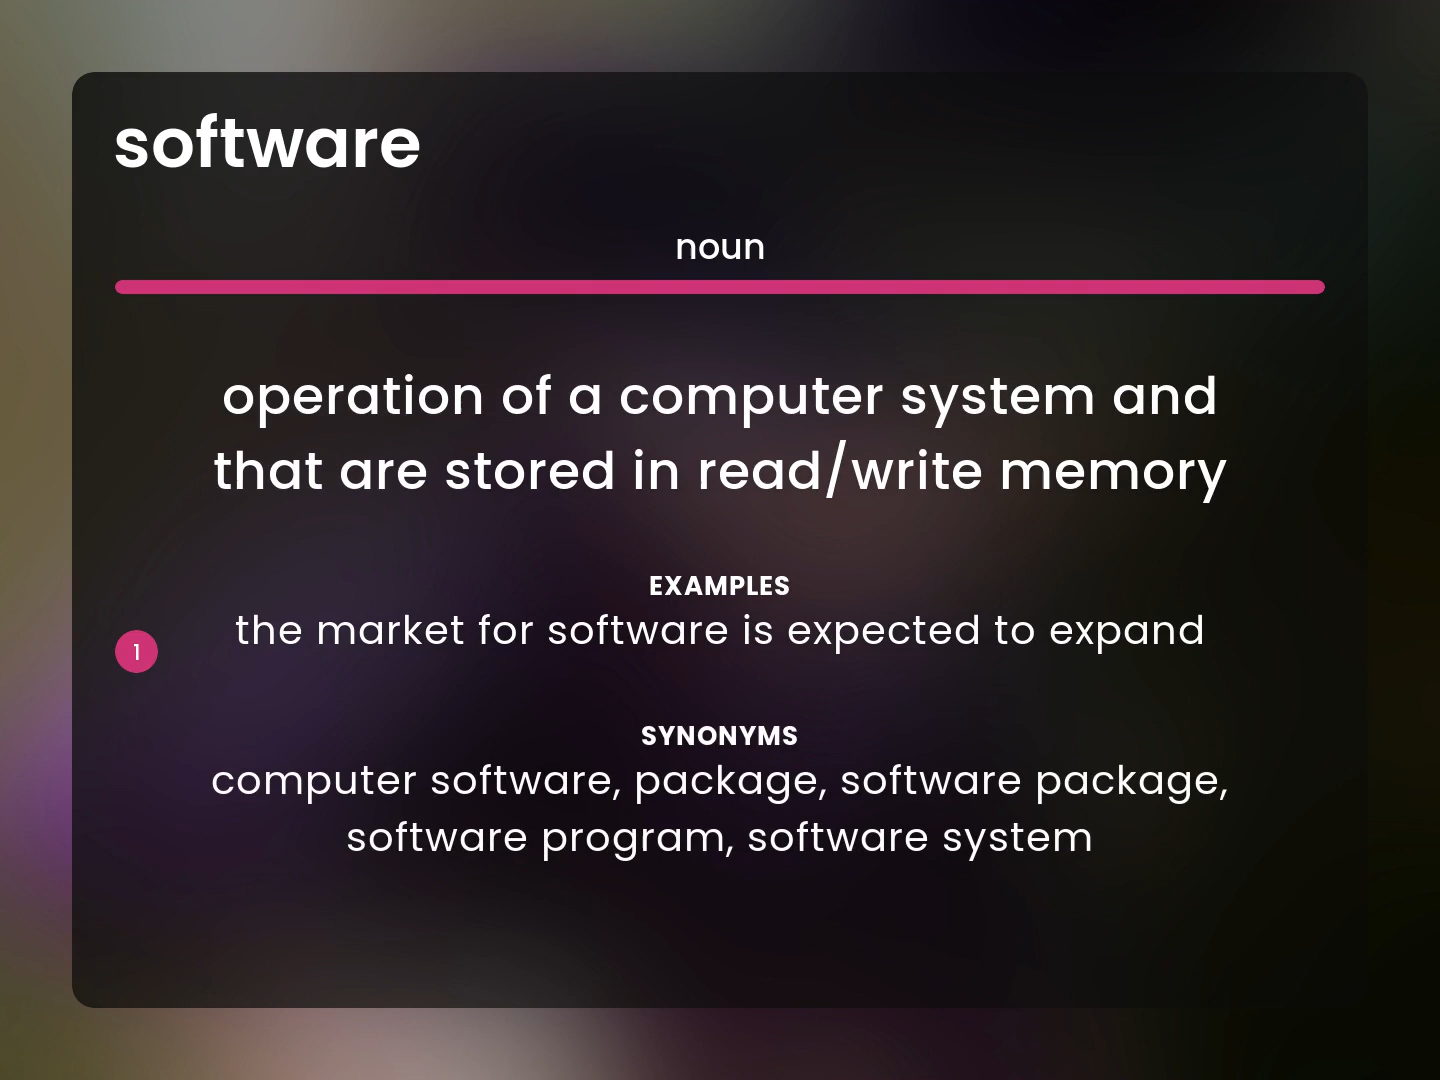 software
noun
operation of a computer system and
that are stored in read/write memory
EXAMPLES
1 the market for software is expected to expand
SYNONYMS
computer software, package, software package,
software program, software system